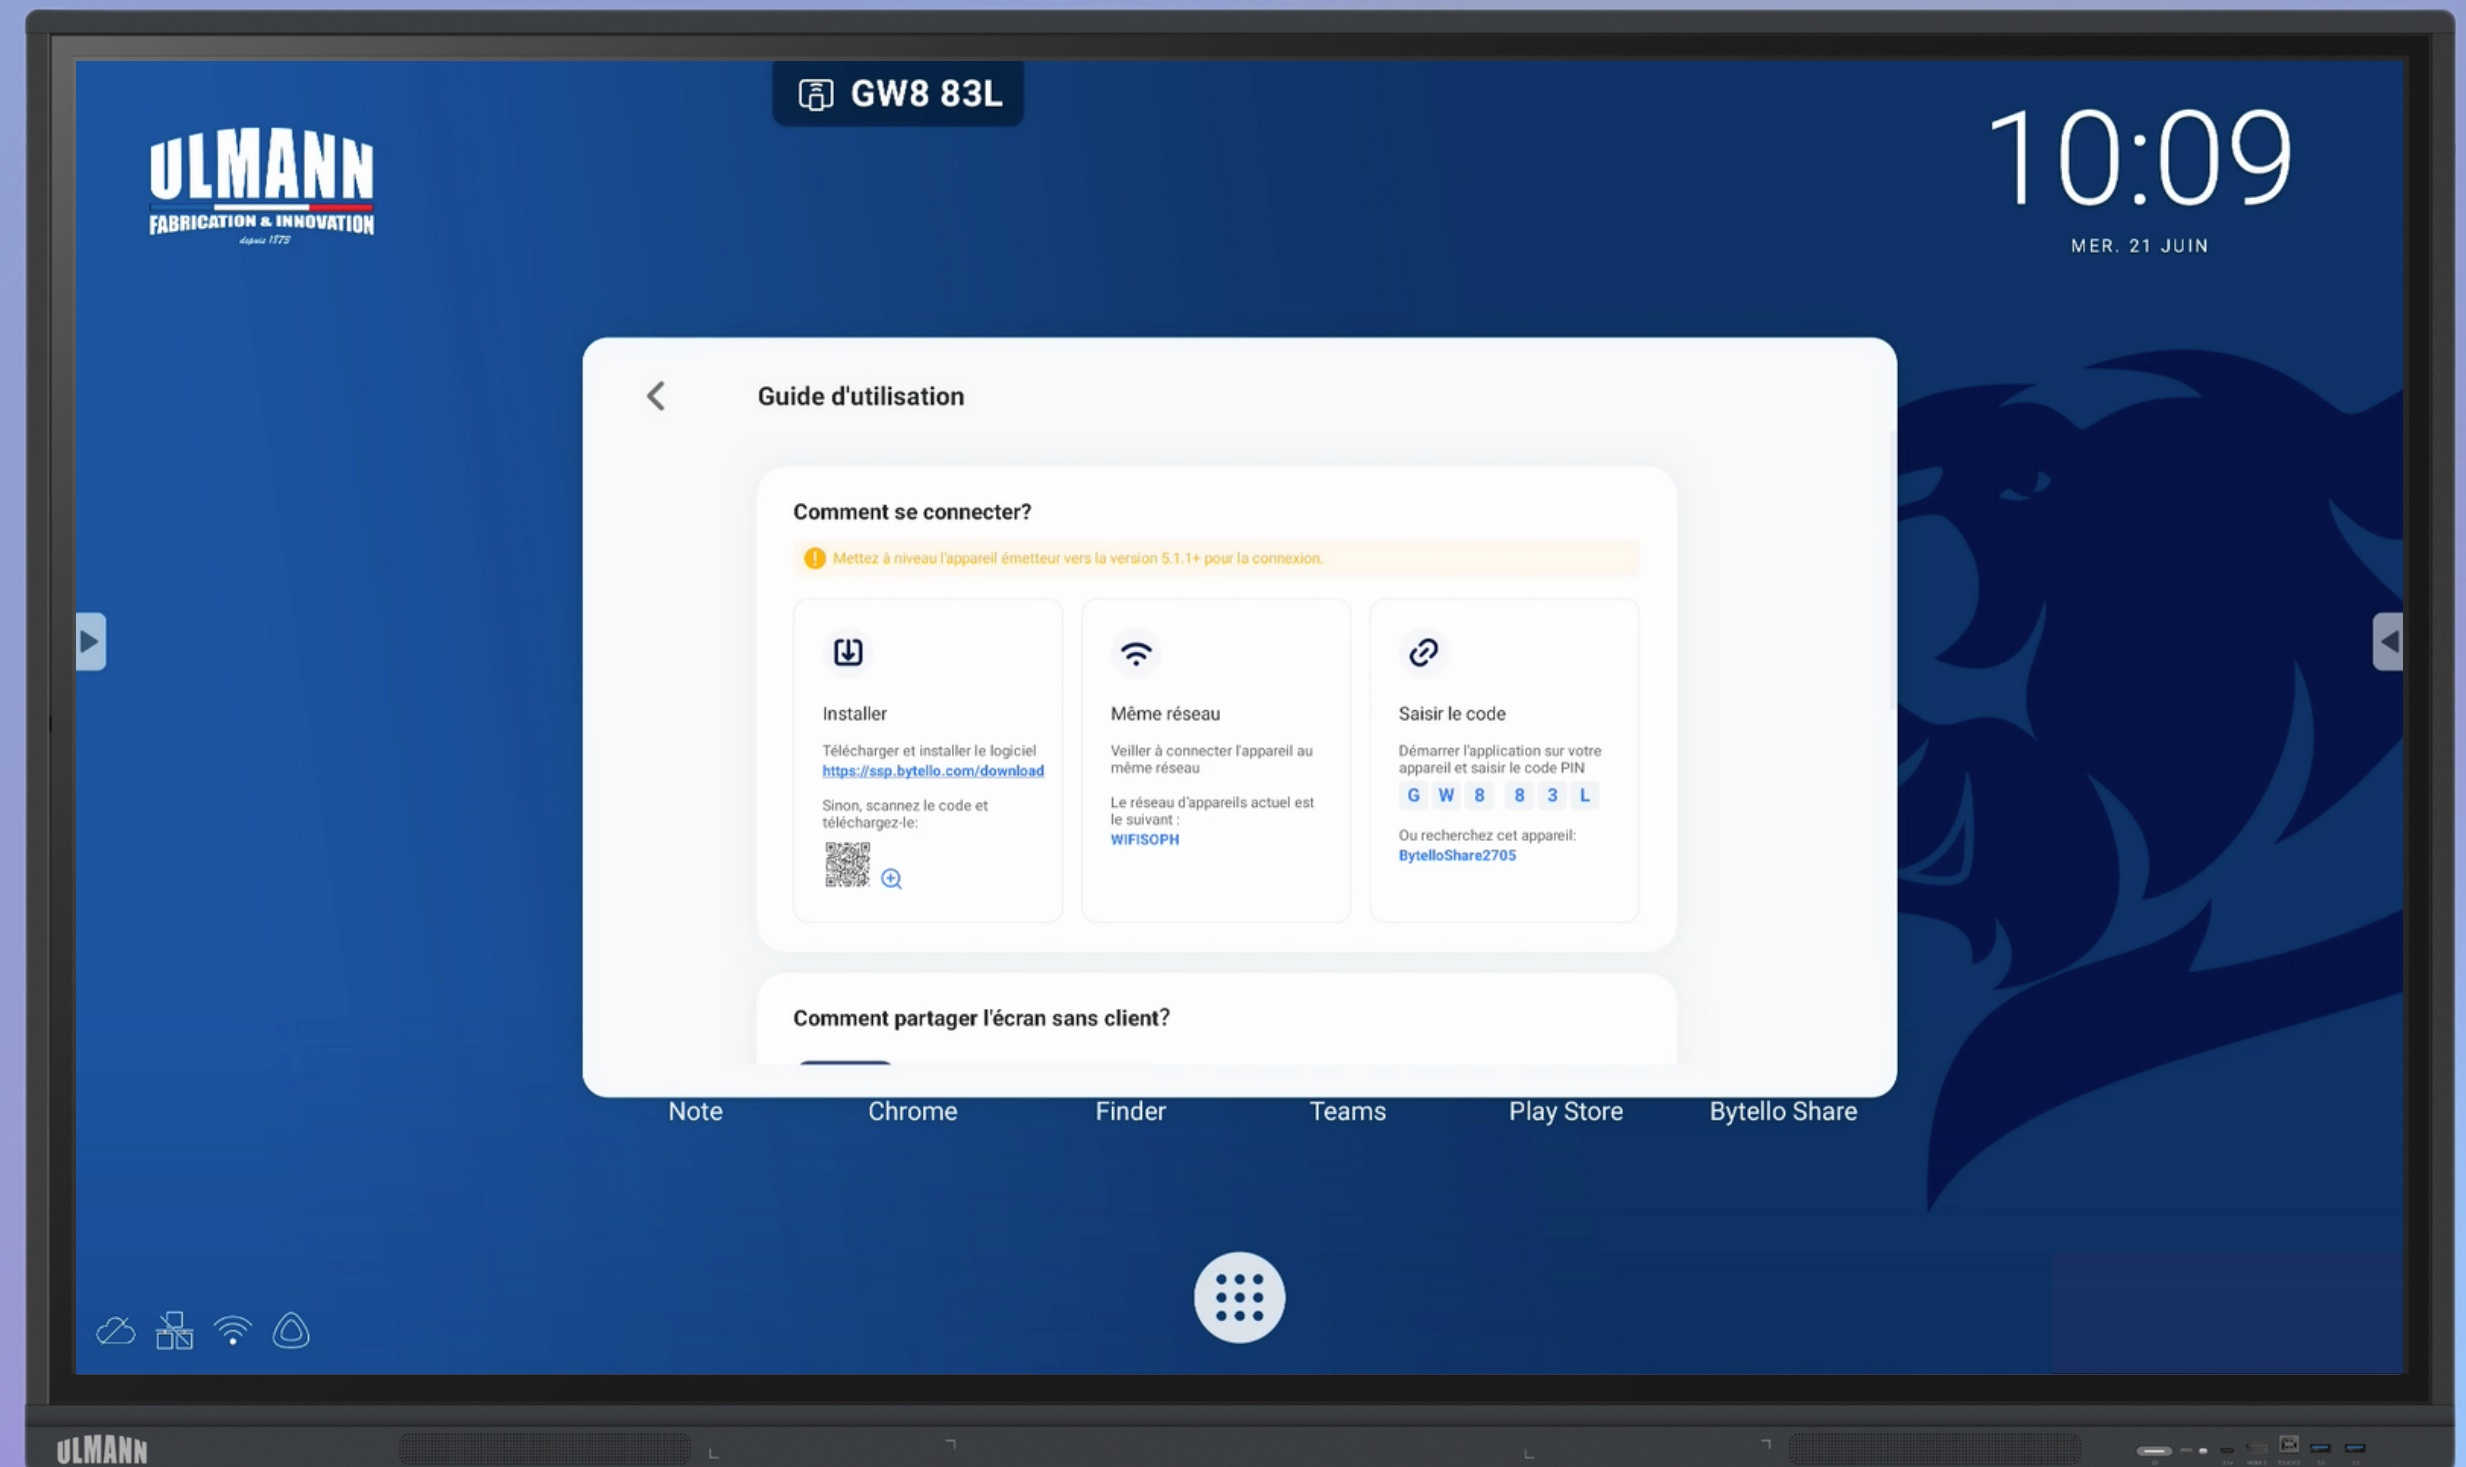 GW8 83L
ULMANN
FABRICATION & INNOVATION
depuis 1873
10:09
MER. 21 JUIN
Guide d'utilisation
Comment se connecter?
Mettez à niveau l'appareil émetteur vers la version 5.1.1+ pour la connexion.
Installer
Télécharger et installer le logiciel
https://ssp.bytello.com/download
Sinon, scannez le code et
téléchargez-le:
Même réseau
Veiller à connecter l'appareil au
même réseau
Le réseau d'appareils actuel est
le suivant :
WIFISOPH
Saisir le code
Démarrer l'application sur votre
appareil et saisir le code PIN
G W 8 8 3 L
Ou recherchez cet appareil:
BytelloShare2705
Comment partager l'écran sans client?
Note
Chrome
Finder
Teams
Play Store
Bytello Share
ULMANN